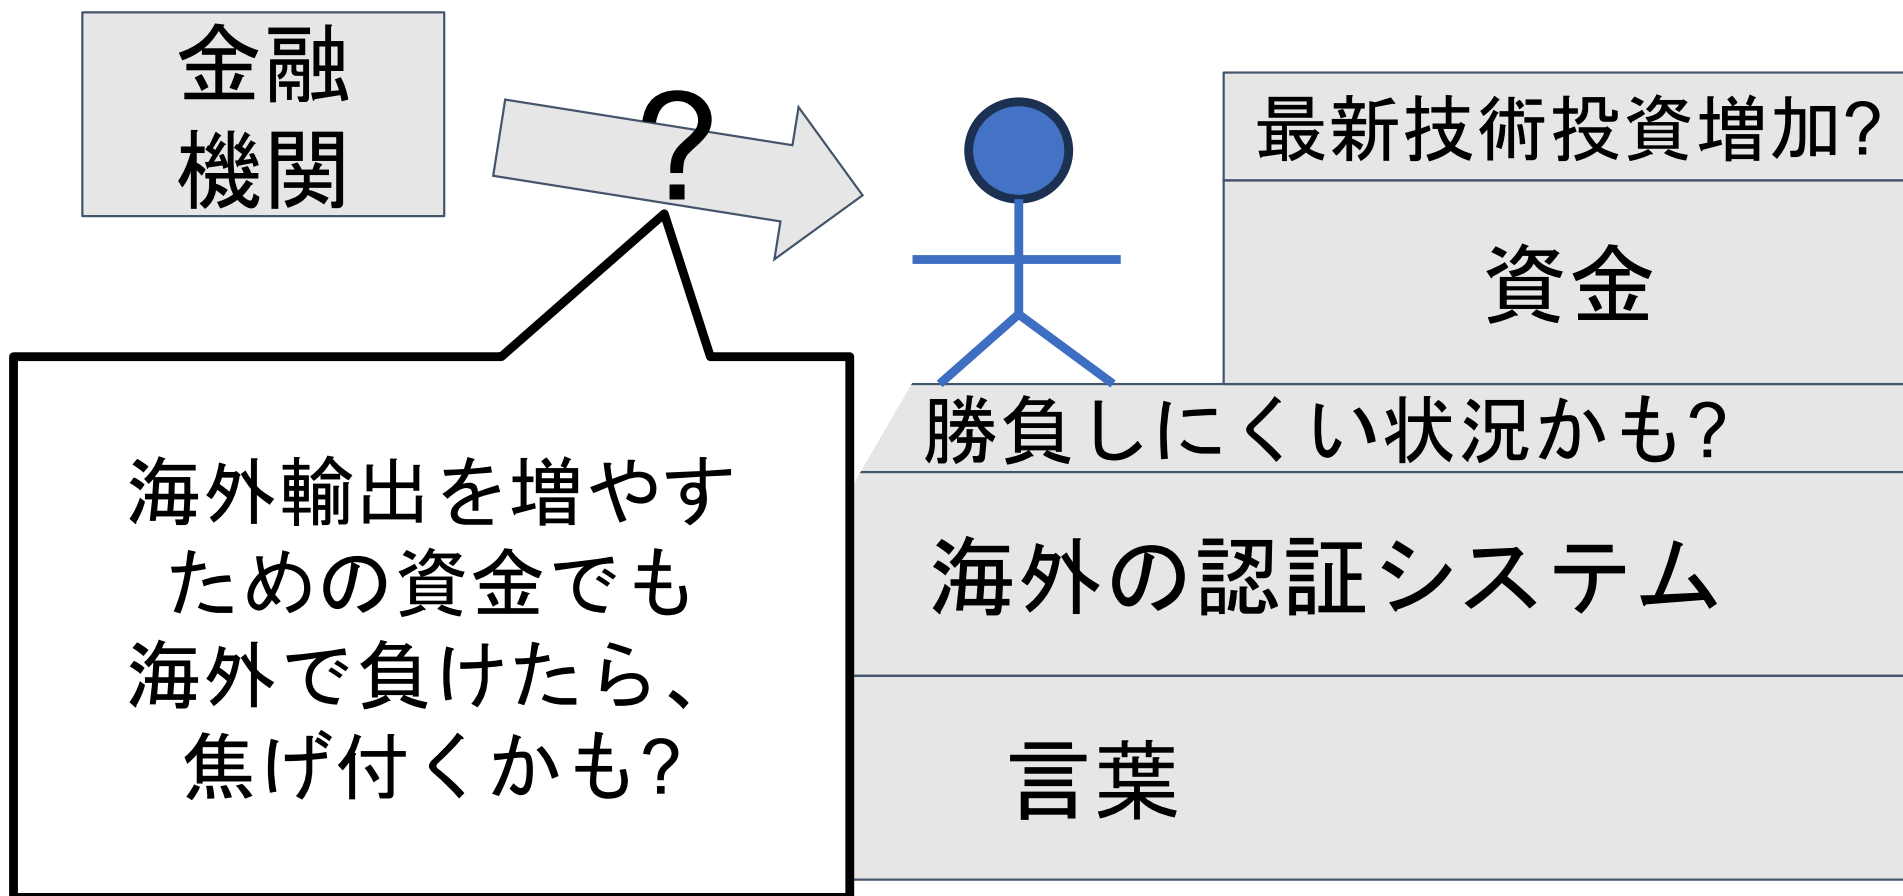 金融
機関
?
最新技術投資増加?
資金
勝負しにくい状況かも?
海外の認証システム
言葉
海外輸出を増やす
ための資金でも
海外で負けたら、
焦げ付くかも?